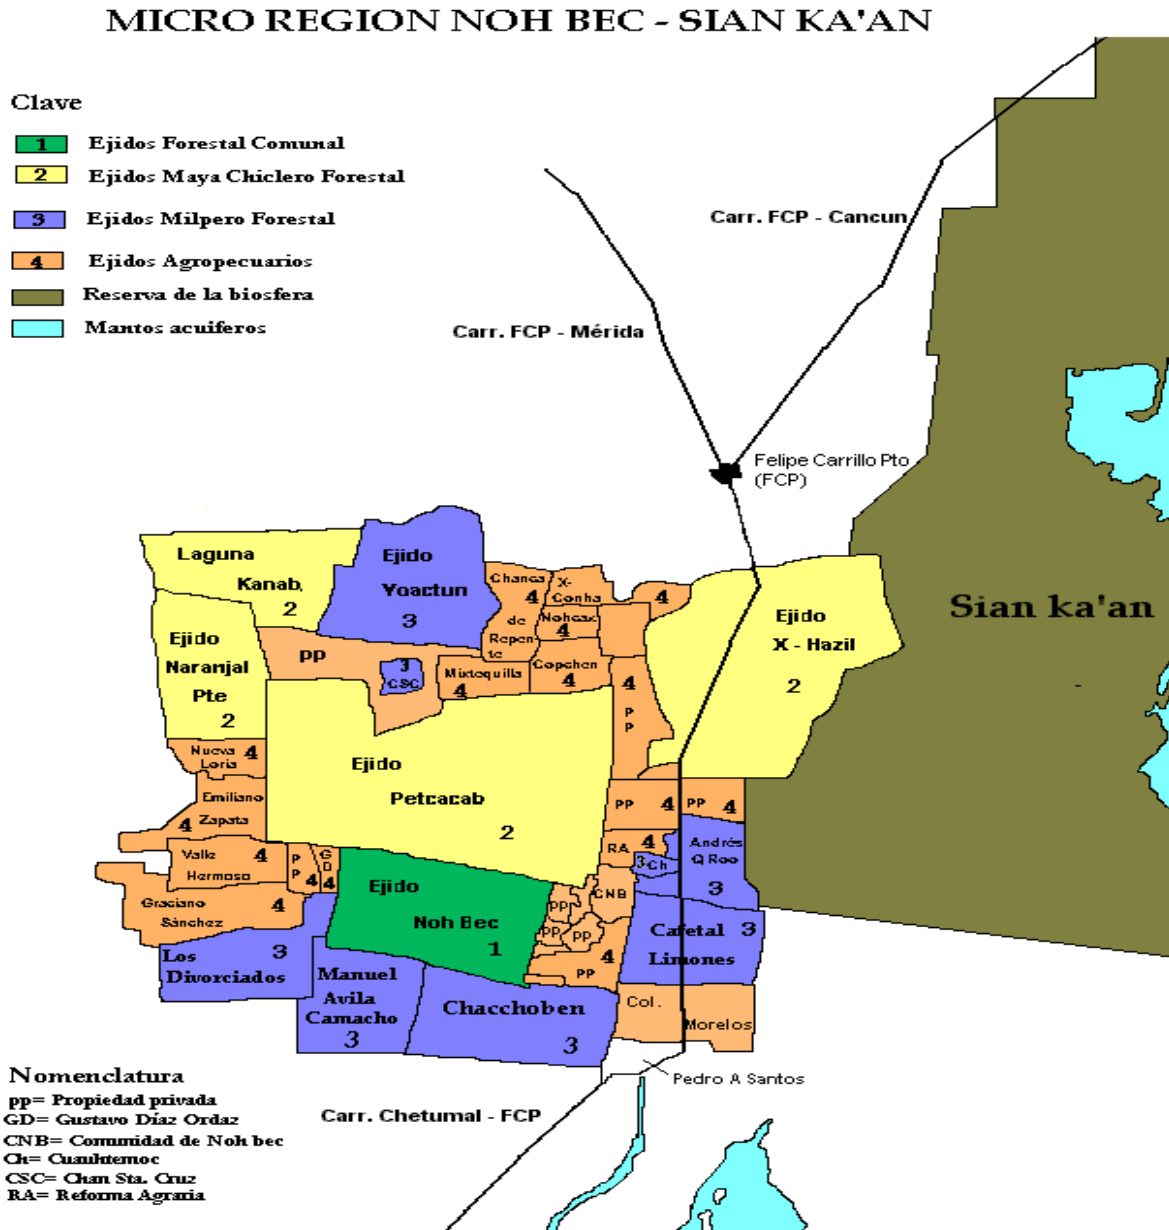 MICRO REGION NOH BEC - SIAN KA'AN
Clave
1 Ejidos Forestal Comunal
2 Ejidos Maya Chiclero Forestal
3 Ejidos Milpero Forestal
4 Ejidos Agropecuarios
Reserva de la biosfera
Mantos acuiferos
Carr. FCP - Cancun
Carr. FCP - Mérida
Felipe Carrillo Pto
(FCP)
Sian ka'an
Laguna
Kanab,
2
Ejido
Yoactun
3
Chanca
4
de
Repen
te
X-
Conha
Nohcac
4
4
Ejido
X - Hazil
2
Ejido
Naranjal
Pte
2
PP
3
CSC
Mixtequilla
4
Copchen
4
4
P
P
Nueva 4
Loria
Ejido
Petcacab
2
Emiliano
Zapata
4
PP 4
PP 4
RA 4
3 Ch
Andrés
Q Roo
3
Valle
Hermoso
4
P
P
4
G
D
4
Ejido
Noh Bec
1
CNB
PP
PP
PP
4
PP
Graciano
Sánchez
4
Cafetal 3
Limones
Los
Divorciados
3
Manuel
Avila
Camacho
3
Chacchoben
3
Col.
Morelos
Pedro A Santos
Carr. Chetumal - FCP
Nomenclatura
pp= Propiedad privada
GD= Gustavo Díaz Ordaz
CNB= Comunidad de Noh bec
Ch= Cuauhtemoc
CSC= Chan Sta. Cruz
RA= Reforma Agraria